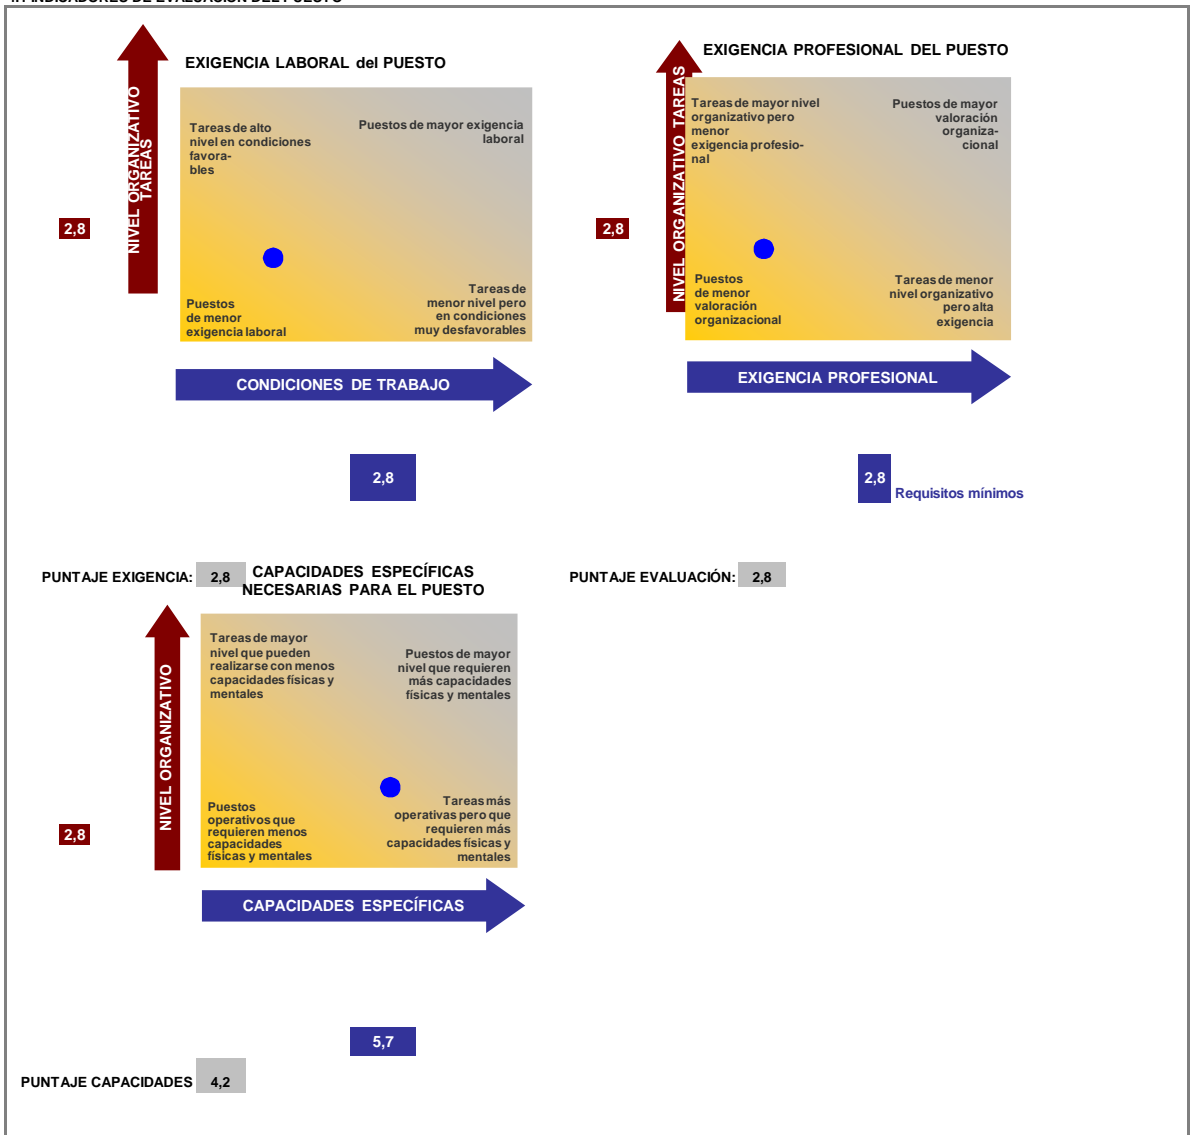 EXIGENCIA LABORAL del PUESTO
NIVEL ORGANIZATIVO
TAREAS
Tareas de alto
nivel en condiciones
favora-
bles
Puestos de mayor exigencia
laboral
2,8
Puestos
de menor
exigencia laboral
Tareas de
menor nivel pero
en condiciones
muy desfavorables
CONDICIONES DE TRABAJO
2,8
PUNTAJE EXIGENCIA: 2,8
EXIGENCIA PROFESIONAL DEL PUESTO
NIVEL ORGANIZATIVO TAREAS
Tareas de mayor nivel
organizativo pero
menor
exigencia profesio-
nal
Puestos de mayor
valoración
organiza-
cional
2,8
Puestos
de menor
valoración
organizacional
Tareas de menor
nivel organizativo
pero alta
exigencia
EXIGENCIA PROFESIONAL
2,8
Requisitos mínimos
PUNTAJE EVALUACIÓN: 2,8
CAPACIDADES ESPECÍFICAS
NECESARIAS PARA EL PUESTO
NIVEL ORGANIZATIVO
Tareas de mayor
nivel que pueden
realizarse con menos
capacidades físicas y
mentales
Puestos de mayor
nivel que requieren
más capacidades
físicas y mentales
2,8
Puestos
operativos que
requieren menos
capacidades
físicas y mentales
Tareas más
operativas pero que
requieren más
capacidades físicas y
mentales
CAPACIDADES ESPECÍFICAS
5,7
PUNTAJE CAPACIDADES 4,2